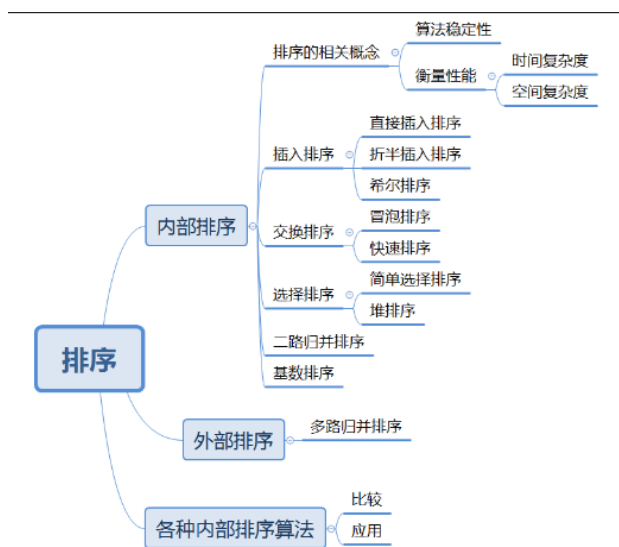 算法稳定性
排序的相关概念
时间复杂度
衡量性能
空间复杂度
直接插入排序
插入排序
折半插入排序
希尔排序
内部排序
冒泡排序
交换排序
快速排序
简单选择排序
选择排序
堆排序
二路归并排序
排序
基数排序
多路归并排序
外部排序
比较
各种内部排序算法
应用